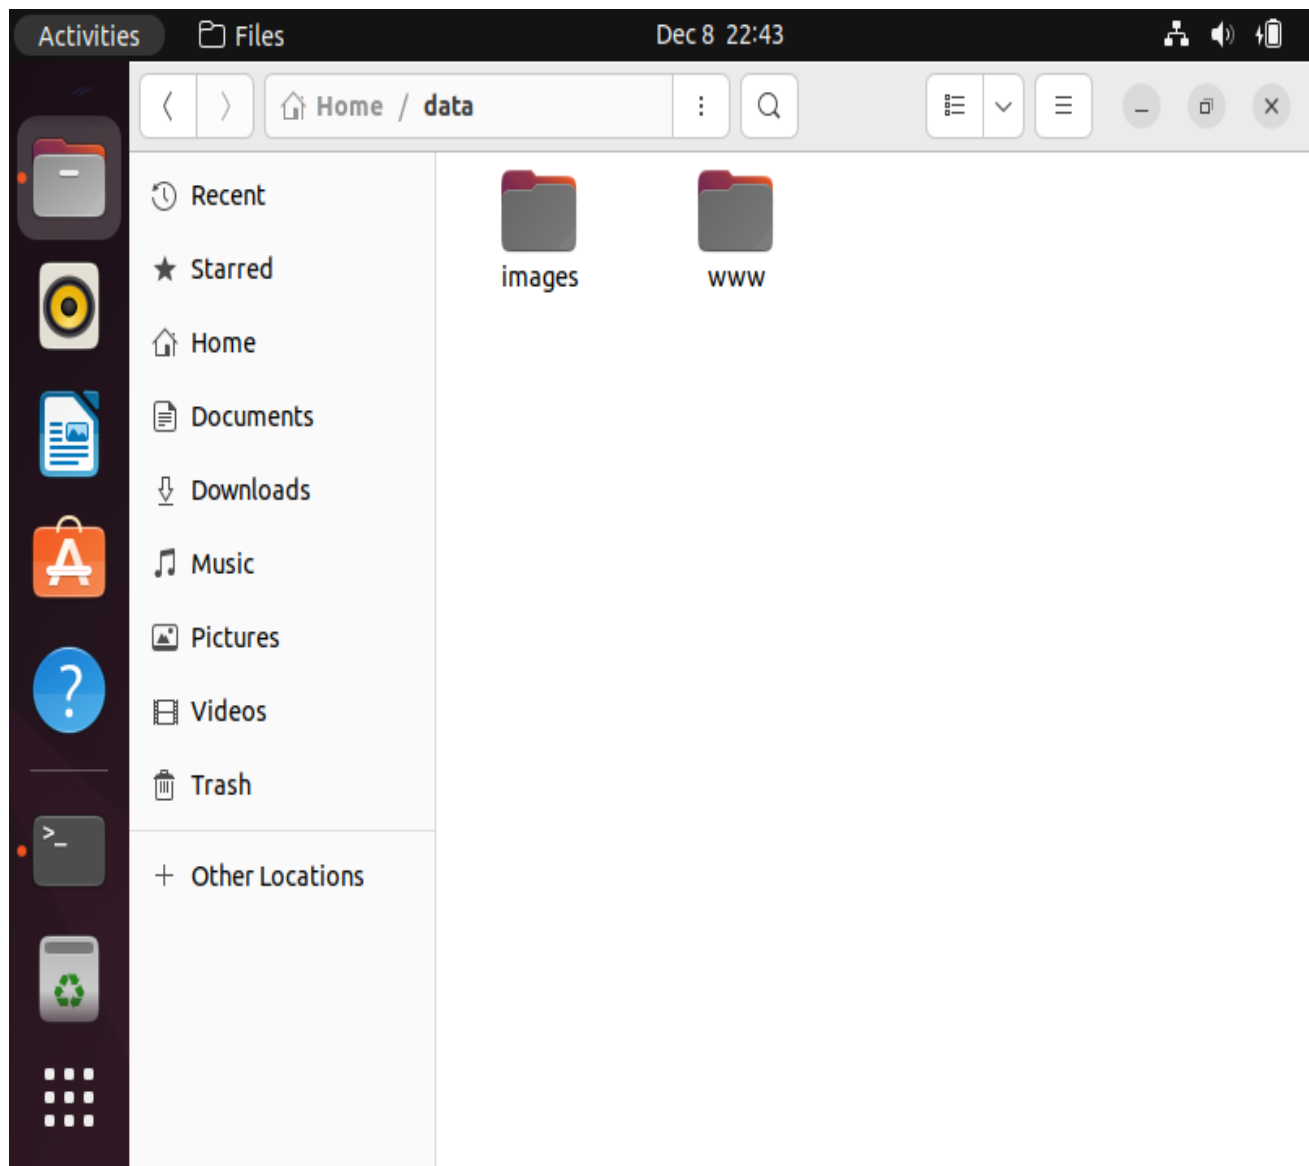 Activities Files Dec 8 22:43
Home / data
Recent
Starred
Home
Documents
Downloads
Music
Pictures
Videos
Trash
Other Locations
images www